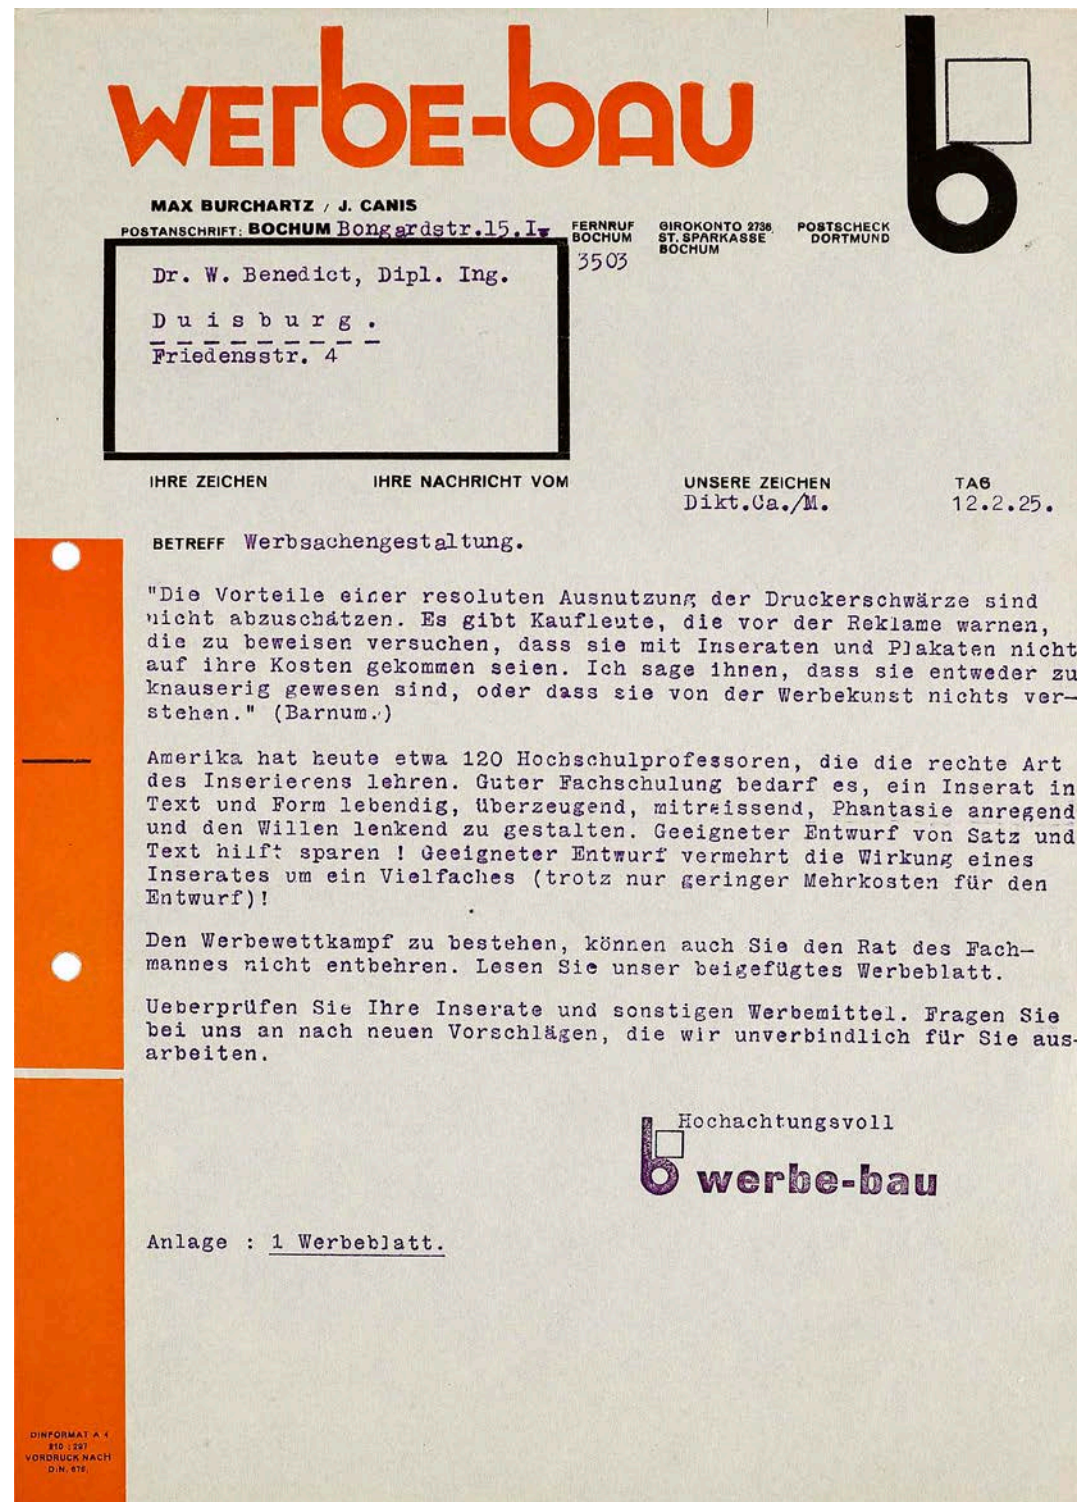 werbe-bau
b
MAX BURCHARTZ / J. CANIS
POSTANSCHRIFT: BOCHUM Bongardstr.15.I.
FERNRUF BOCHUM 3503
GIROKONTO 2736 ST. SPARKASSE BOCHUM
POSTSCHECK DORTMUND
Dr. W. Benedict, Dipl. Ing.
Duisburg.
Friedensstr. 4
IHRE ZEICHEN IHRE NACHRICHT VOM UNSERE ZEICHEN TAG
Dikt.Ca./M. 12.2.25.
BETREFF Werbsachengestaltung.
"Die Vorteile einer resoluten Ausnutzung der Druckerschwärze sind
nicht abzuschätzen. Es gibt Kaufleute, die vor der Reklame warnen,
die zu beweisen versuchen, dass sie mit Inseraten und Plakaten nicht
auf ihre Kosten gekommen seien. Ich sage ihnen, dass sie entweder zu
knauserig gewesen sind, oder dass sie von der Werbekunst nichts ver-
stehen." (Barnum.)
Amerika hat heute etwa 120 Hochschulprofessoren, die die rechte Art
des Inserierens lehren. Guter Fachschulung bedarf es, ein Inserat in
Text und Form lebendig, überzeugend, mitreissend, Phantasie anregend
und den Willen lenkend zu gestalten. Geeigneter Entwurf von Satz und
Text hilft sparen ! Geeigneter Entwurf vermehrt die Wirkung eines
Inserates um ein Vielfaches (trotz nur geringer Mehrkosten für den
Entwurf)!
Den Werbewettkampf zu bestehen, können auch Sie den Rat des Fach-
mannes nicht entbehren. Lesen Sie unser beigefügtes Werbeblatt.
Ueberprüfen Sie Ihre Inserate und sonstigen Werbemittel. Fragen Sie
bei uns an nach neuen Vorschlägen, die wir unverbindlich für Sie aus-
arbeiten.
Hochachtungsvoll
b werbe-bau
Anlage : 1 Werbeblatt.
DINFORMAT A 4
210 : 297
VORDRUCK NACH
D.N. 676.